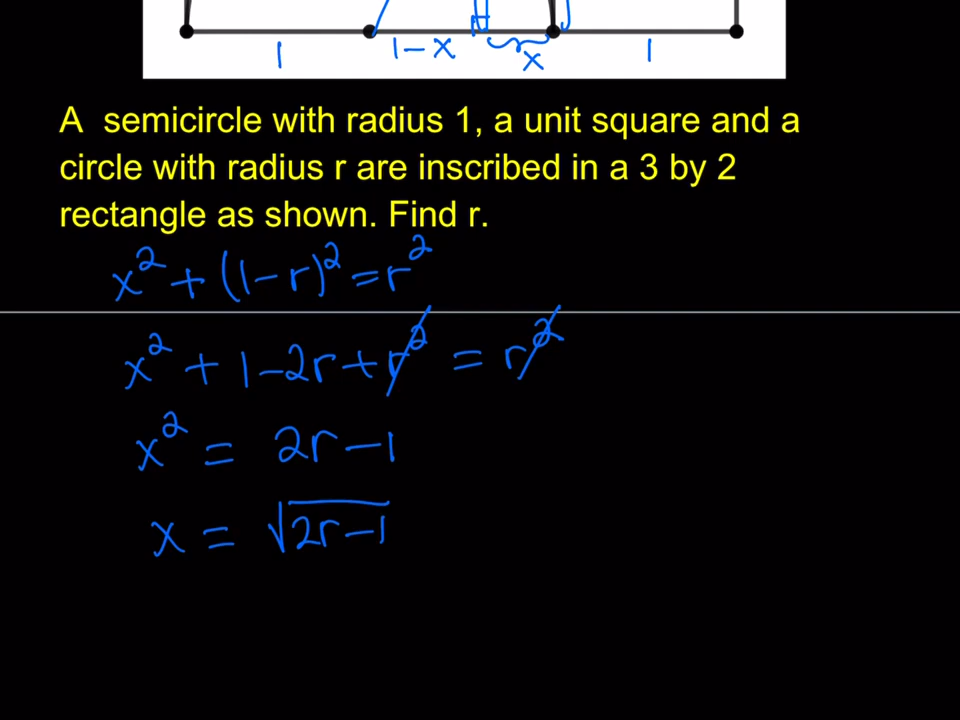 1 1-x x 1
A semicircle with radius 1, a unit square and a
circle with radius r are inscribed in a 3 by 2
rectangle as shown. Find r.
x² + (1-r)² = r²
x² + 1-2r + r² = r²
x² = 2r-1
x = √2r-1